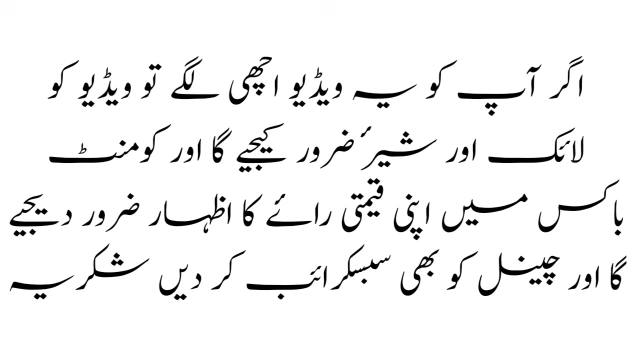 اگر آپ کو یہ ویڈیو اچھی لگے تو ویڈیو کو
لائک اور شیرٔ ضرور کیجیے گا اور کومنٹ
باکس میں اپنی قیمتی رائے کا اظہار ضرور دیجیے
گا اور چینل کو بھی سبسکرائب کر دیں شکریہ